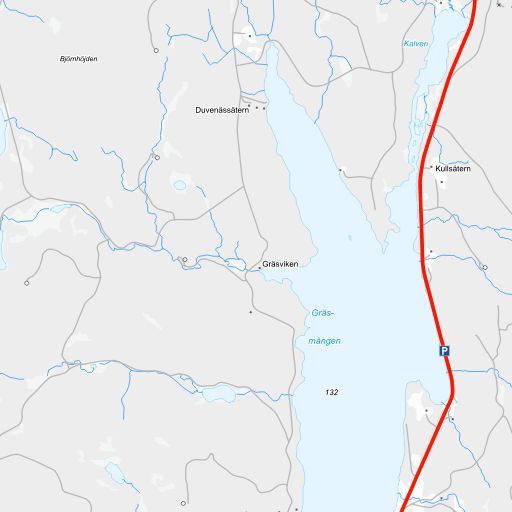 Kalven
Björnhöjden
Duvenässätern
Kullsätern
Gräsviken
Gräs-
mången
P
132